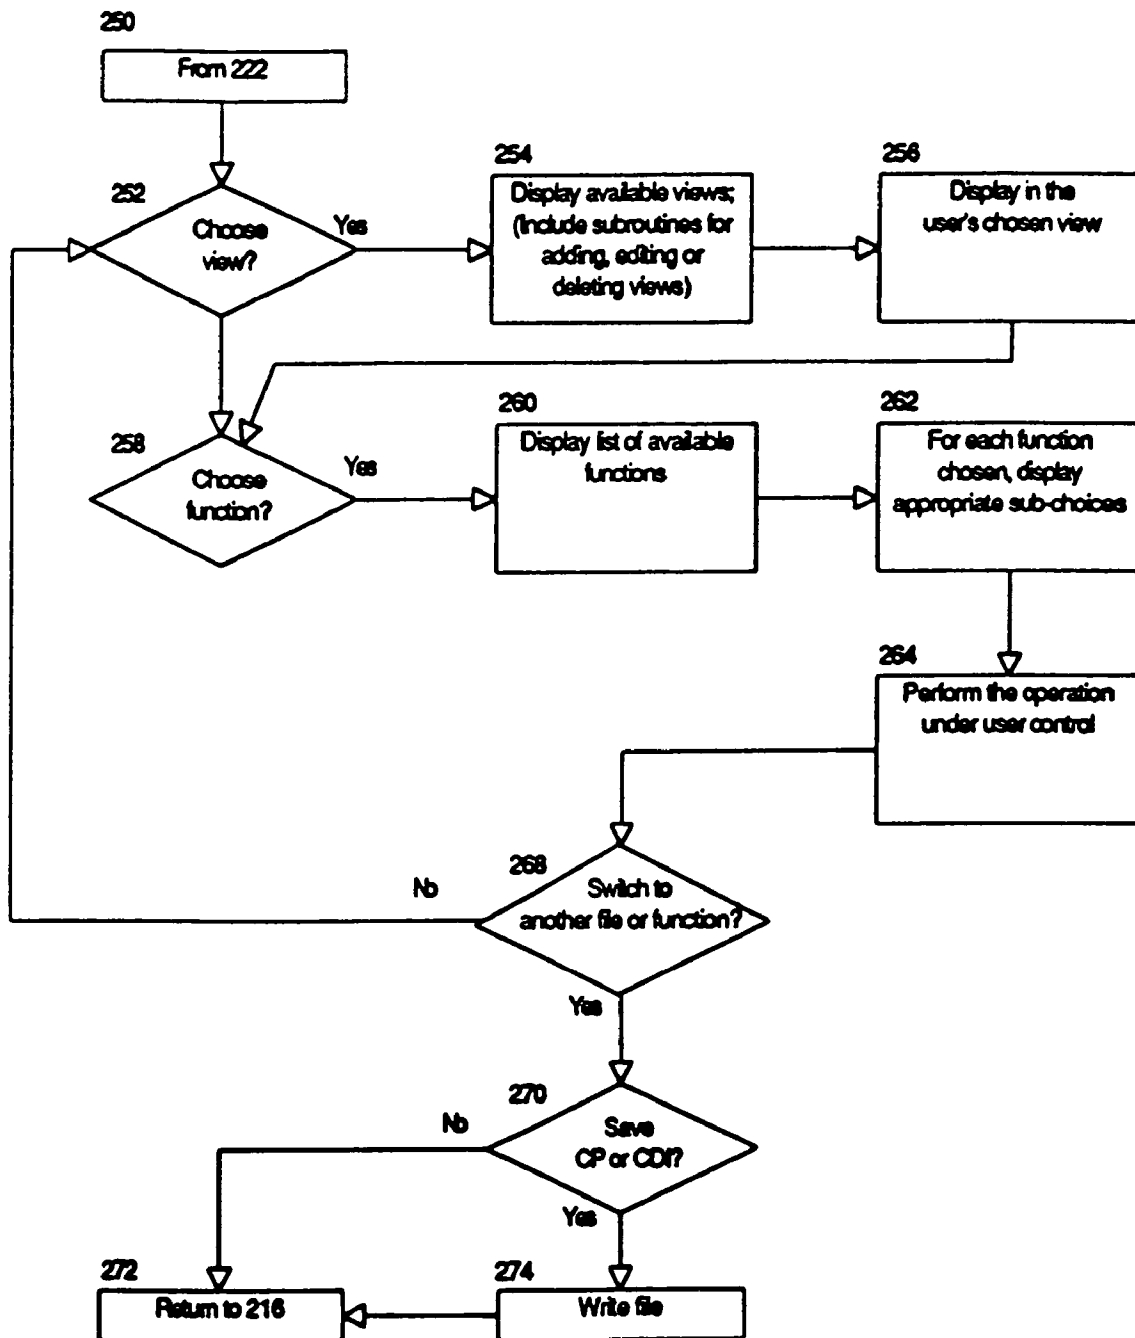 250
From 222
252
Choose
view?
Yes
254
Display available views;
(Include subroutines for
adding, editing or
deleting views)
256
Display in the
user's chosen view
258
Choose
function?
Yes
260
Display list of available
functions
262
For each function
chosen, display
appropriate sub-choices
264
Perform the operation
under user control
268
No
Switch to
another file or function?
Yes
270
No
Save
CP or CDI?
Yes
272
Return to 216
274
Write file